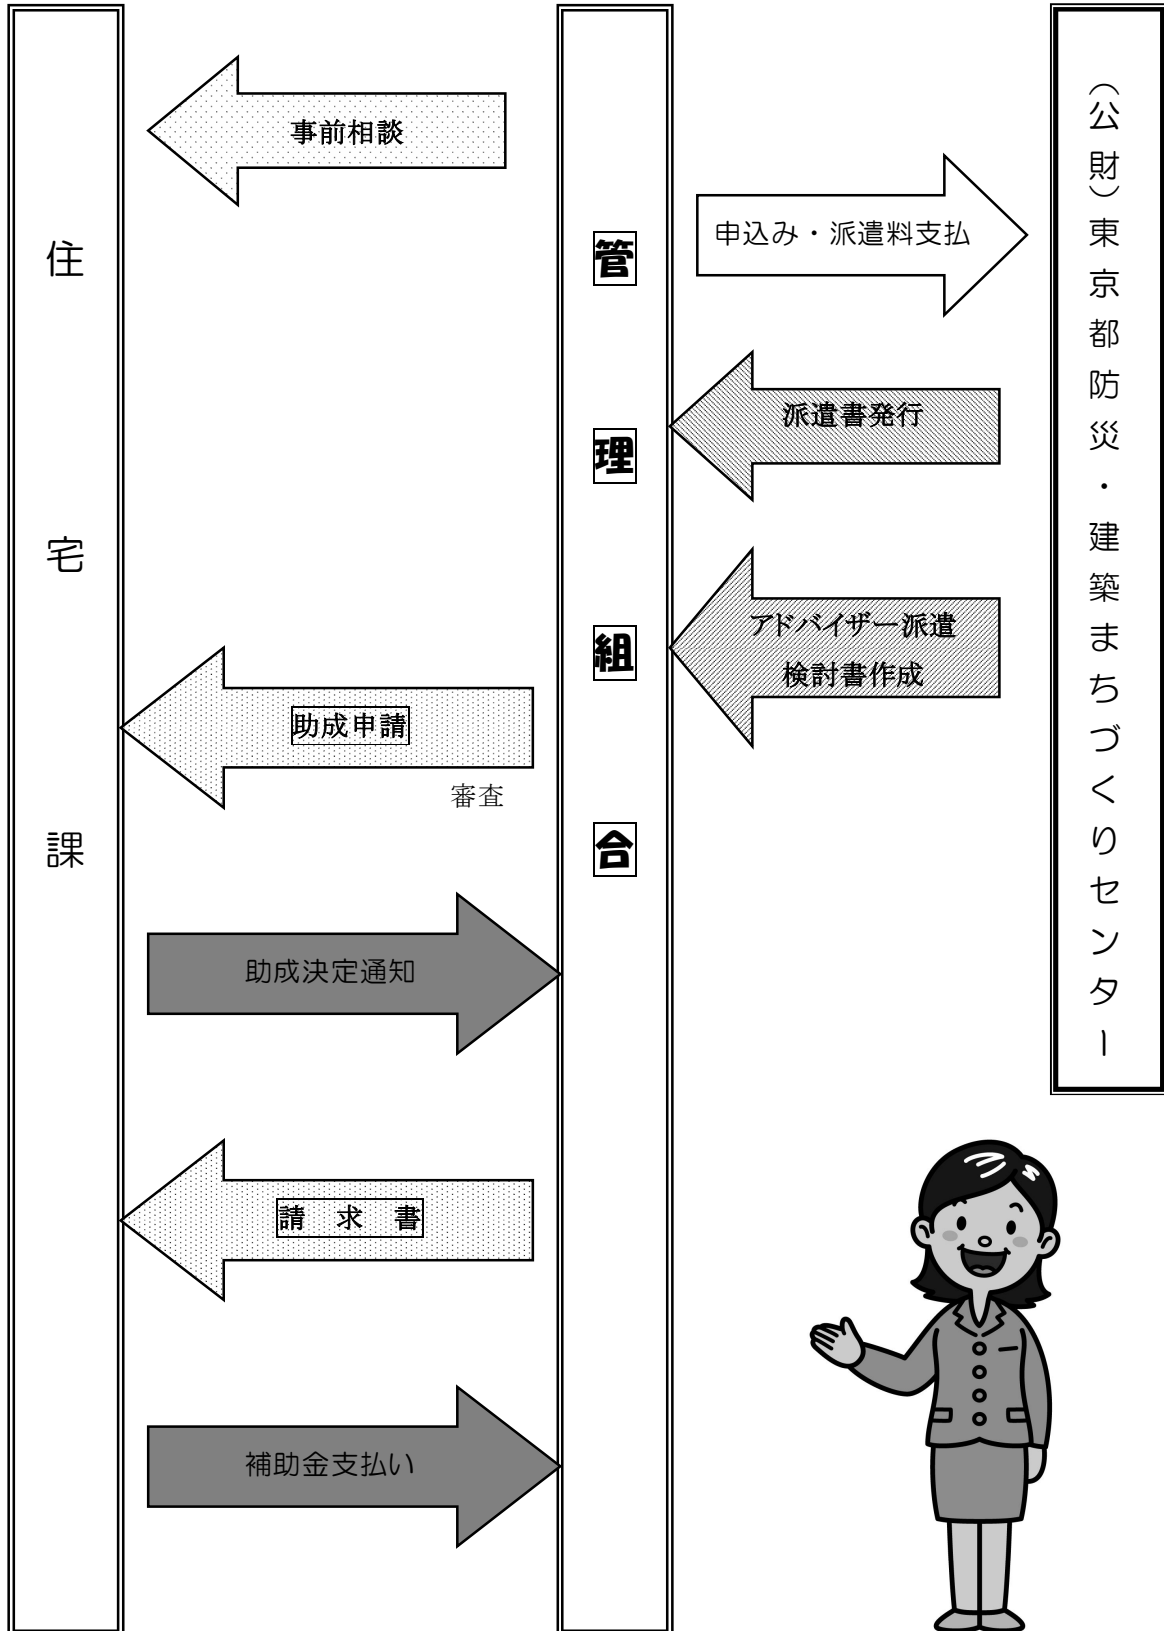 住宅課
事前相談
管理組合
申込み・派遣料支払
(公財)東京都防災・建築まちづくりセンター
派遣書発行
アドバイザー派遣
検討書作成
助成申請
審査
助成決定通知
請　求　書
補助金支払い